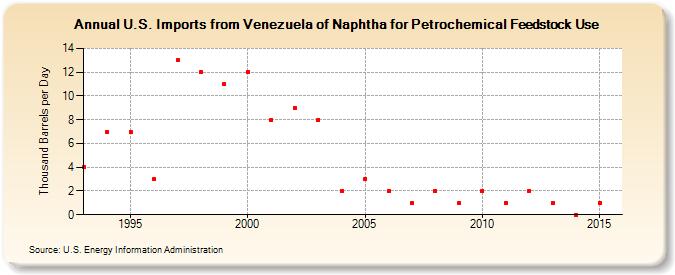 Annual U.S. Imports from Venezuela of Naphtha for Petrochemical Feedstock Use
Thousand Barrels per Day
14
12
10
8
6
4
2
0
1995 2000 2005 2010 2015
Source: U.S. Energy Information Administration